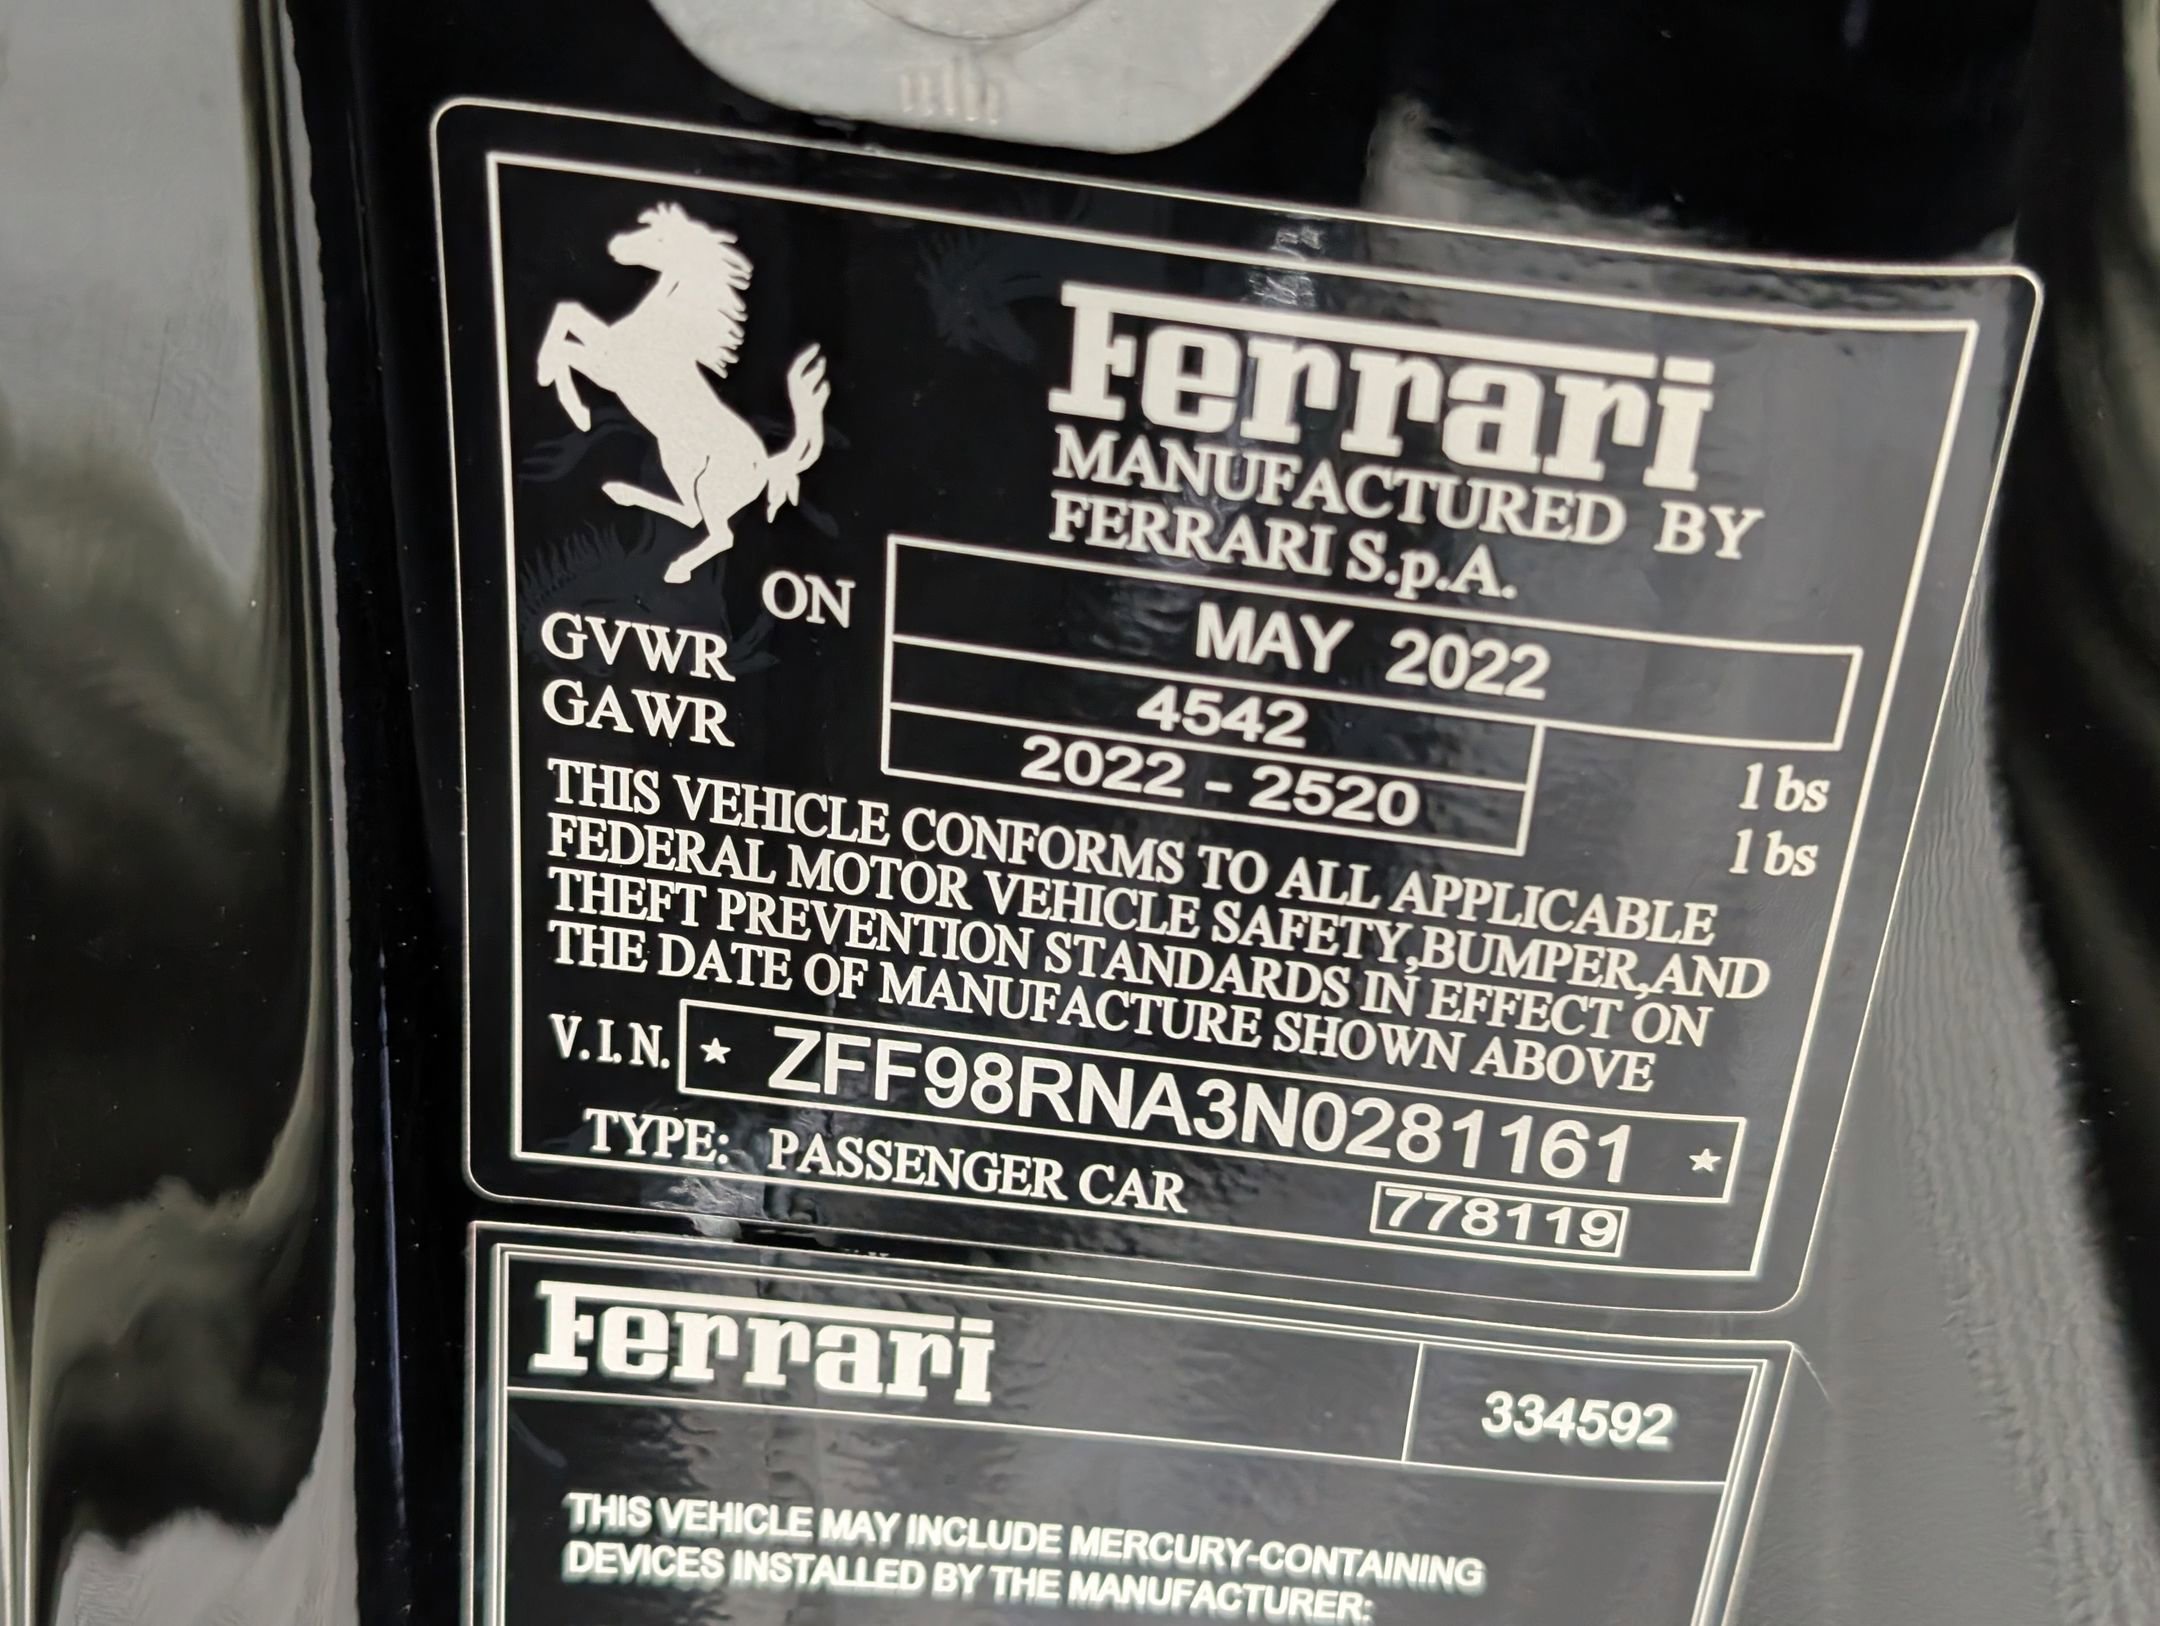 Ferrari
MANUFACTURED BY
FERRARI S.p.A.
ON MAY 2022
GVWR 4542 lbs
GAWR 2022 - 2520 lbs
THIS VEHICLE CONFORMS TO ALL APPLICABLE
FEDERAL MOTOR VEHICLE SAFETY,BUMPER,AND
THEFT PREVENTION STANDARDS IN EFFECT ON
THE DATE OF MANUFACTURE SHOWN ABOVE
V.I.N. ★ ZFF98RNA3N0281161 ★
TYPE: PASSENGER CAR 778119
Ferrari 334592
THIS VEHICLE MAY INCLUDE MERCURY-CONTAINING
DEVICES INSTALLED BY THE MANUFACTURER: